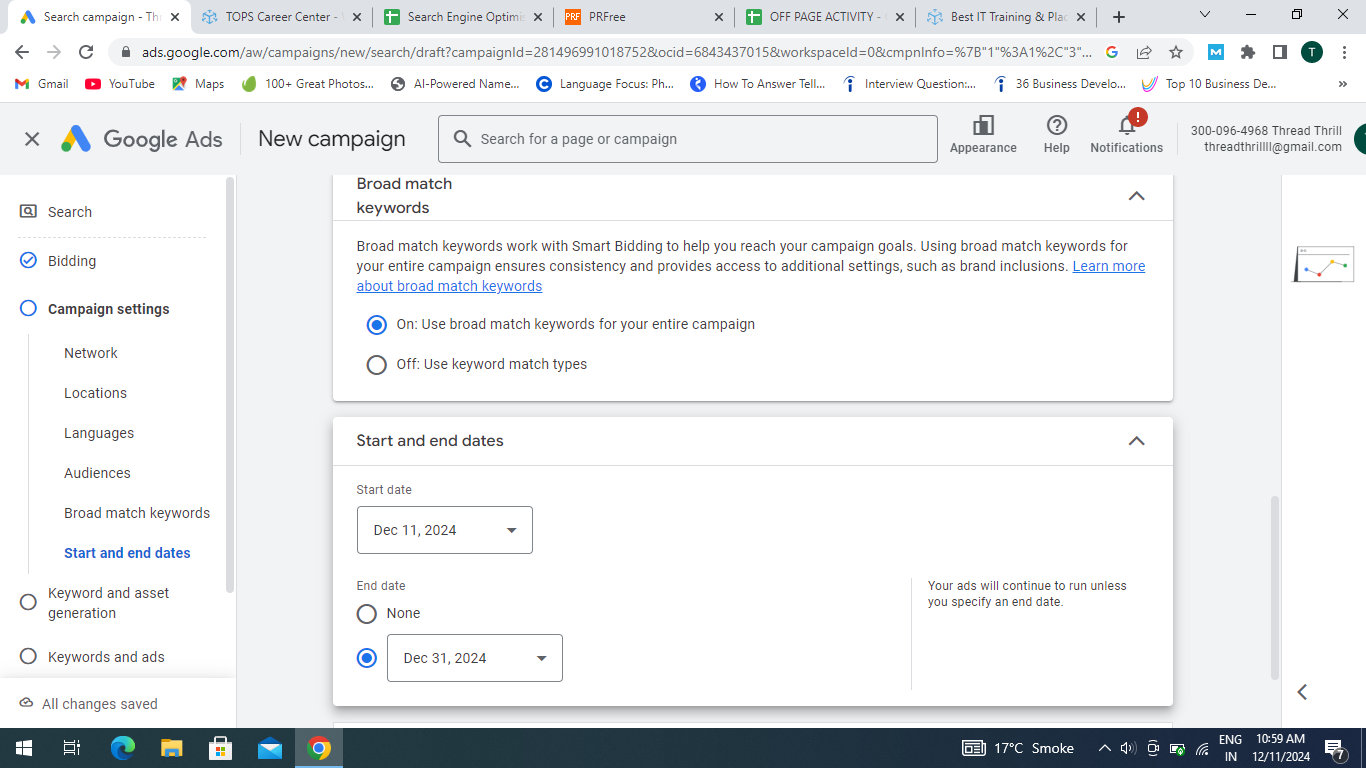 Search campaign - Thr
TOPS Career Center -
Search Engine Optimis
PRF
PRFree
OFF PAGE ACTIVITY -
Best IT Training & Plac
ads.google.com/aw/campaigns/new/search/draft?campaignId=281496991018752&ocid=6843437015&workspaceId=0&cmpnInfo=%7B"1"%3A1%2C"3"...
G
M
T
Gmail
YouTube
Maps
100+ Great Photos...
AI-Powered Name...
Language Focus: Ph...
How To Answer Tell...
Interview Question:...
36 Business Develo...
Top 10 Business De...
Google Ads
New campaign
Search for a page or campaign
Appearance
Help
Notifications
300-096-4968 Thread Thrill
threadthrillll@gmail.com
Search
Bidding
Campaign settings
Network
Locations
Languages
Audiences
Broad match keywords
Start and end dates
Keyword and asset
generation
Keywords and ads
All changes saved
Broad match
keywords
Broad match keywords work with Smart Bidding to help you reach your campaign goals. Using broad match keywords for
your entire campaign ensures consistency and provides access to additional settings, such as brand inclusions. Learn more
about broad match keywords
On: Use broad match keywords for your entire campaign
Off: Use keyword match types
Start and end dates
Start date
Dec 11, 2024
End date
None
Dec 31, 2024
Your ads will continue to run unless
you specify an end date.
17°C Smoke
ENG
IN
10:59 AM
12/11/2024
7